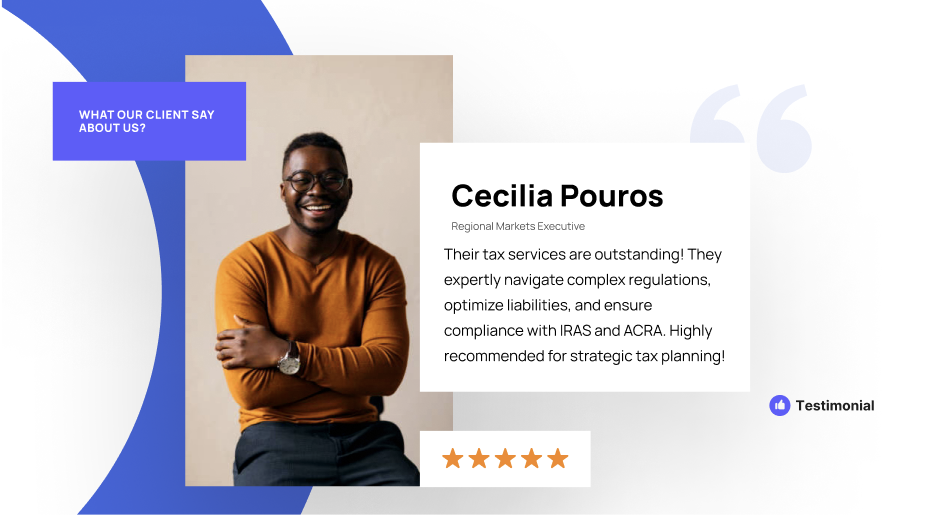 WHAT OUR CLIENT SAY
ABOUT US?
Cecilia Pouros
Regional Markets Executive
Their tax services are outstanding! They
expertly navigate complex regulations,
optimize liabilities, and ensure
compliance with IRAS and ACRA. Highly
recommended for strategic tax planning!
Testimonial